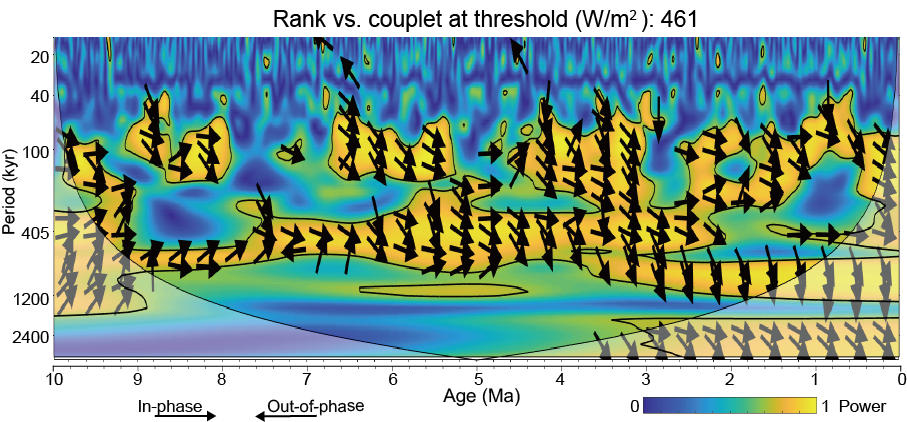 Rank vs. couplet at threshold (W/m²): 461
20
40
100
405
1200
2400
Period (kyr)
10 9 8 7 6 5 4 3 2 1 0
Age (Ma)
In-phase Out-of-phase
0 1 Power